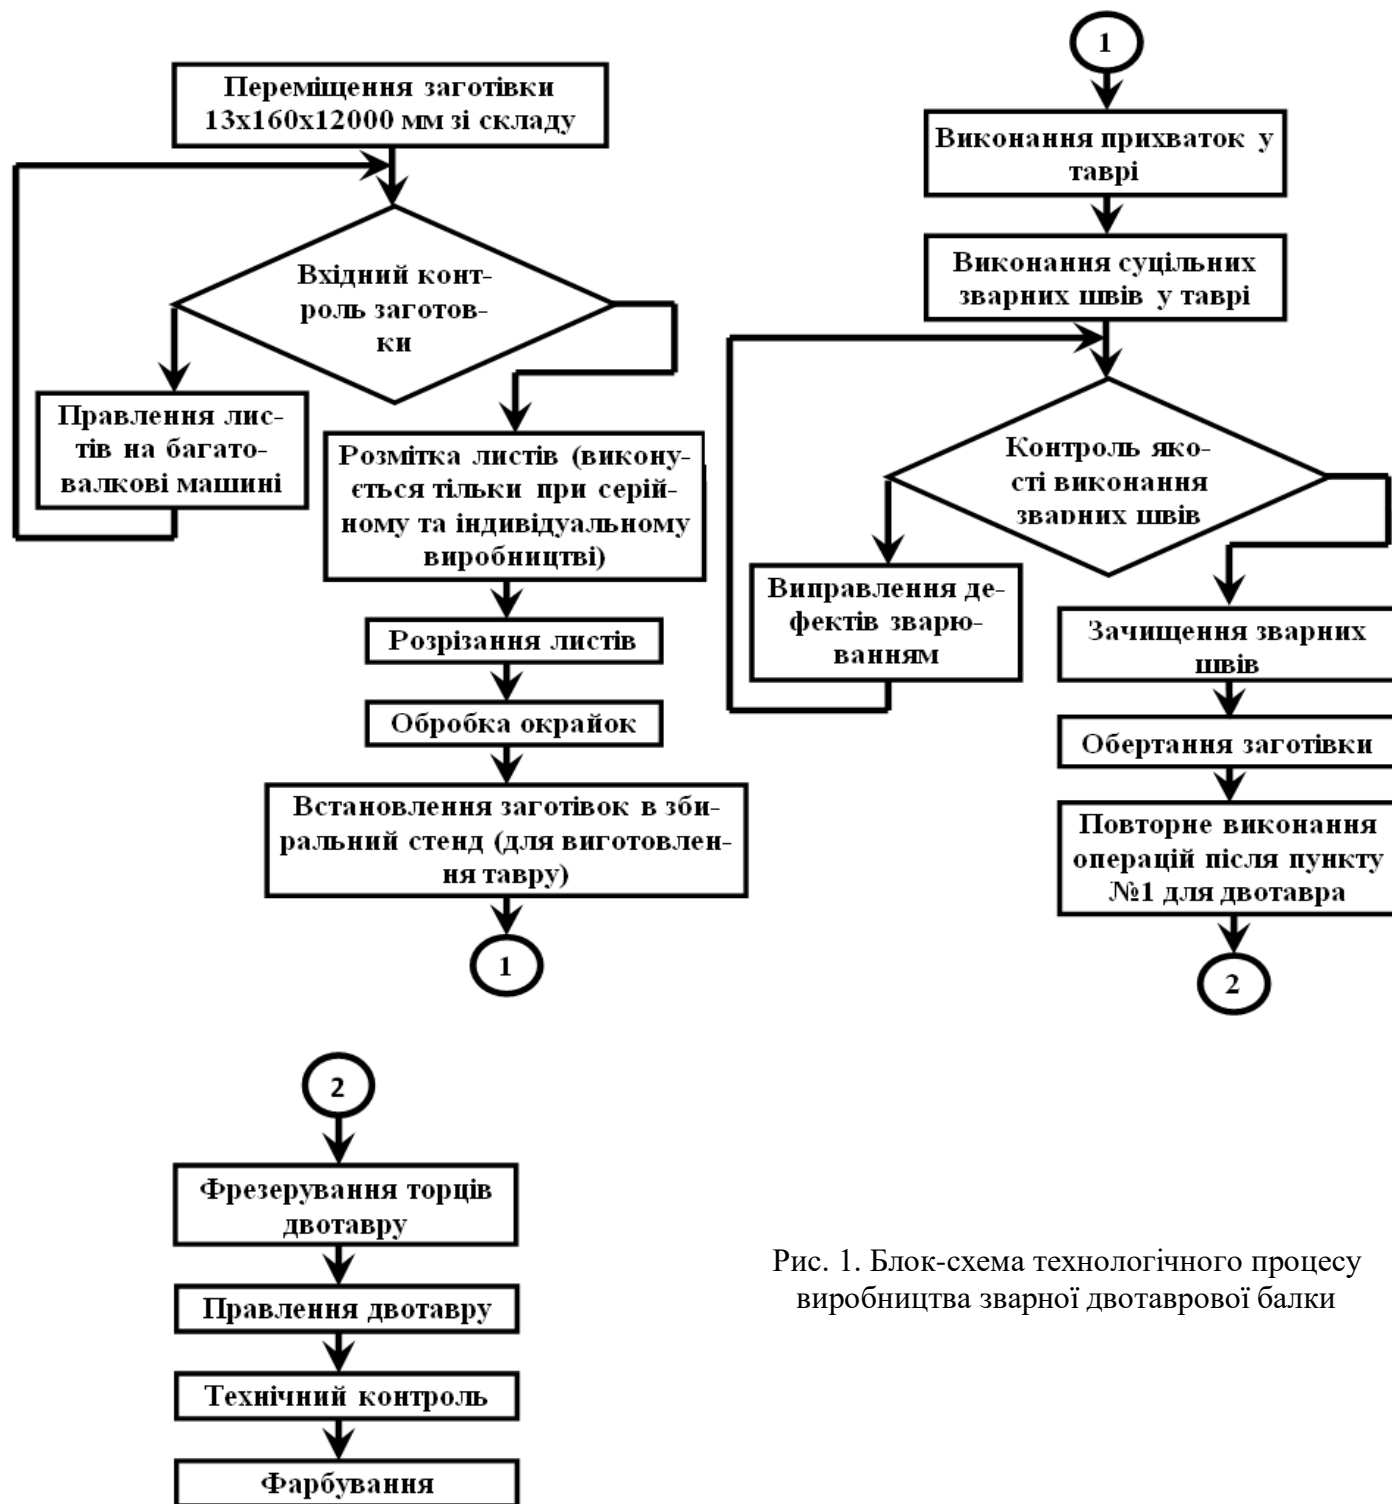 Переміщення заготівки
13х160х12000 мм зі складу
Вхідний конт-
роль заготов-
ки
Правлення лис-
тів на багато-
валкові машині
Розмітка листів (викону-
ється тільки при серій-
ному та індивідуальному
виробництві)
Розрізання листів
Обробка окрайок
Встановлення заготівок в зби-
ральний стенд (для виготовлен-
ня тавру)
1
1
Виконання прихваток у
таврі
Виконання суцільних
зварних швів у таврі
Контроль яко-
сті виконання
зварних швів
Виправлення де-
фектів зварю-
ванням
Зачищення зварних
швів
Обертання заготівки
Повторне виконання
операцій після пункту
№1 для двотавра
2
2
Фрезерування торців
двотавру
Правлення двотавру
Технічний контроль
Фарбування
Рис. 1. Блок-схема технологічного процесу
виробництва зварної двотаврової балки